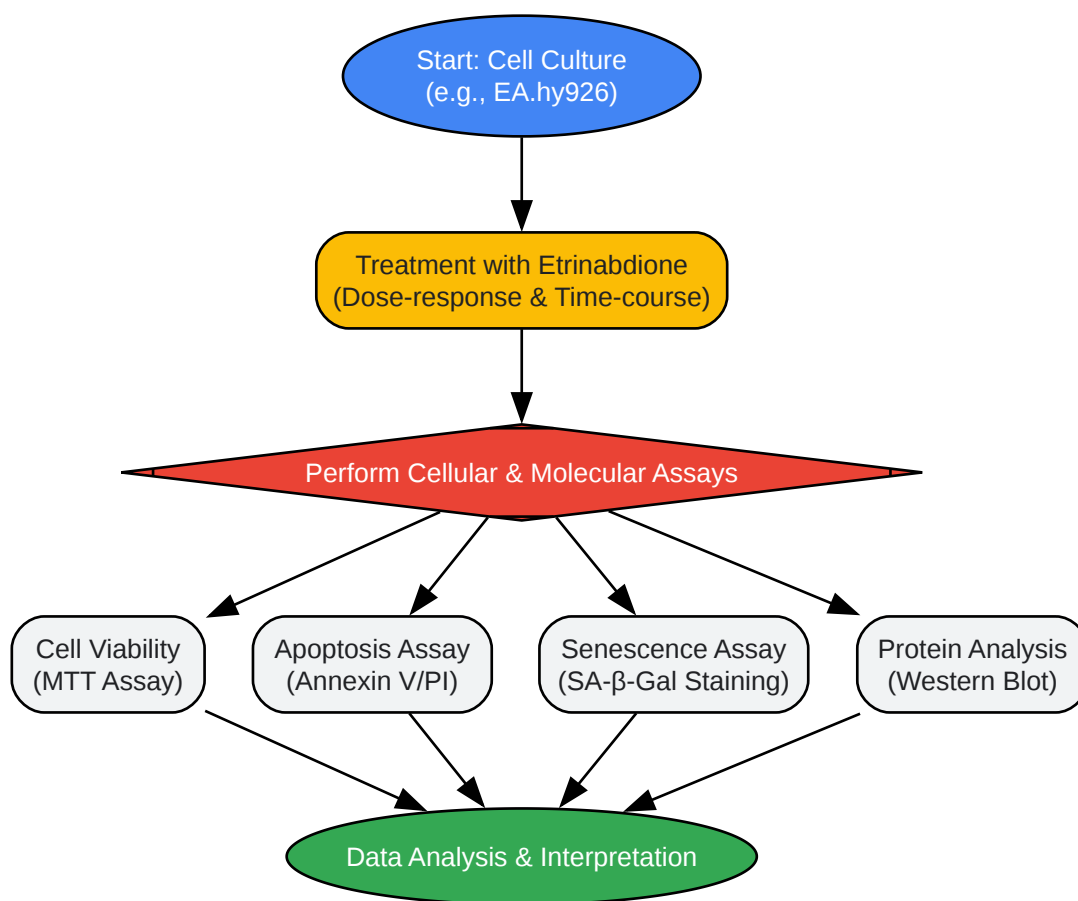 Start: Cell Culture
(e.g., EA.hy926)
Treatment with Etrinabdione
(Dose-response & Time-course)
Perform Cellular & Molecular Assays
Cell Viability
(MTT Assay)
Apoptosis Assay
(Annexin V/PI)
Senescence Assay
(SA-β-Gal Staining)
Protein Analysis
(Western Blot)
Data Analysis & Interpretation